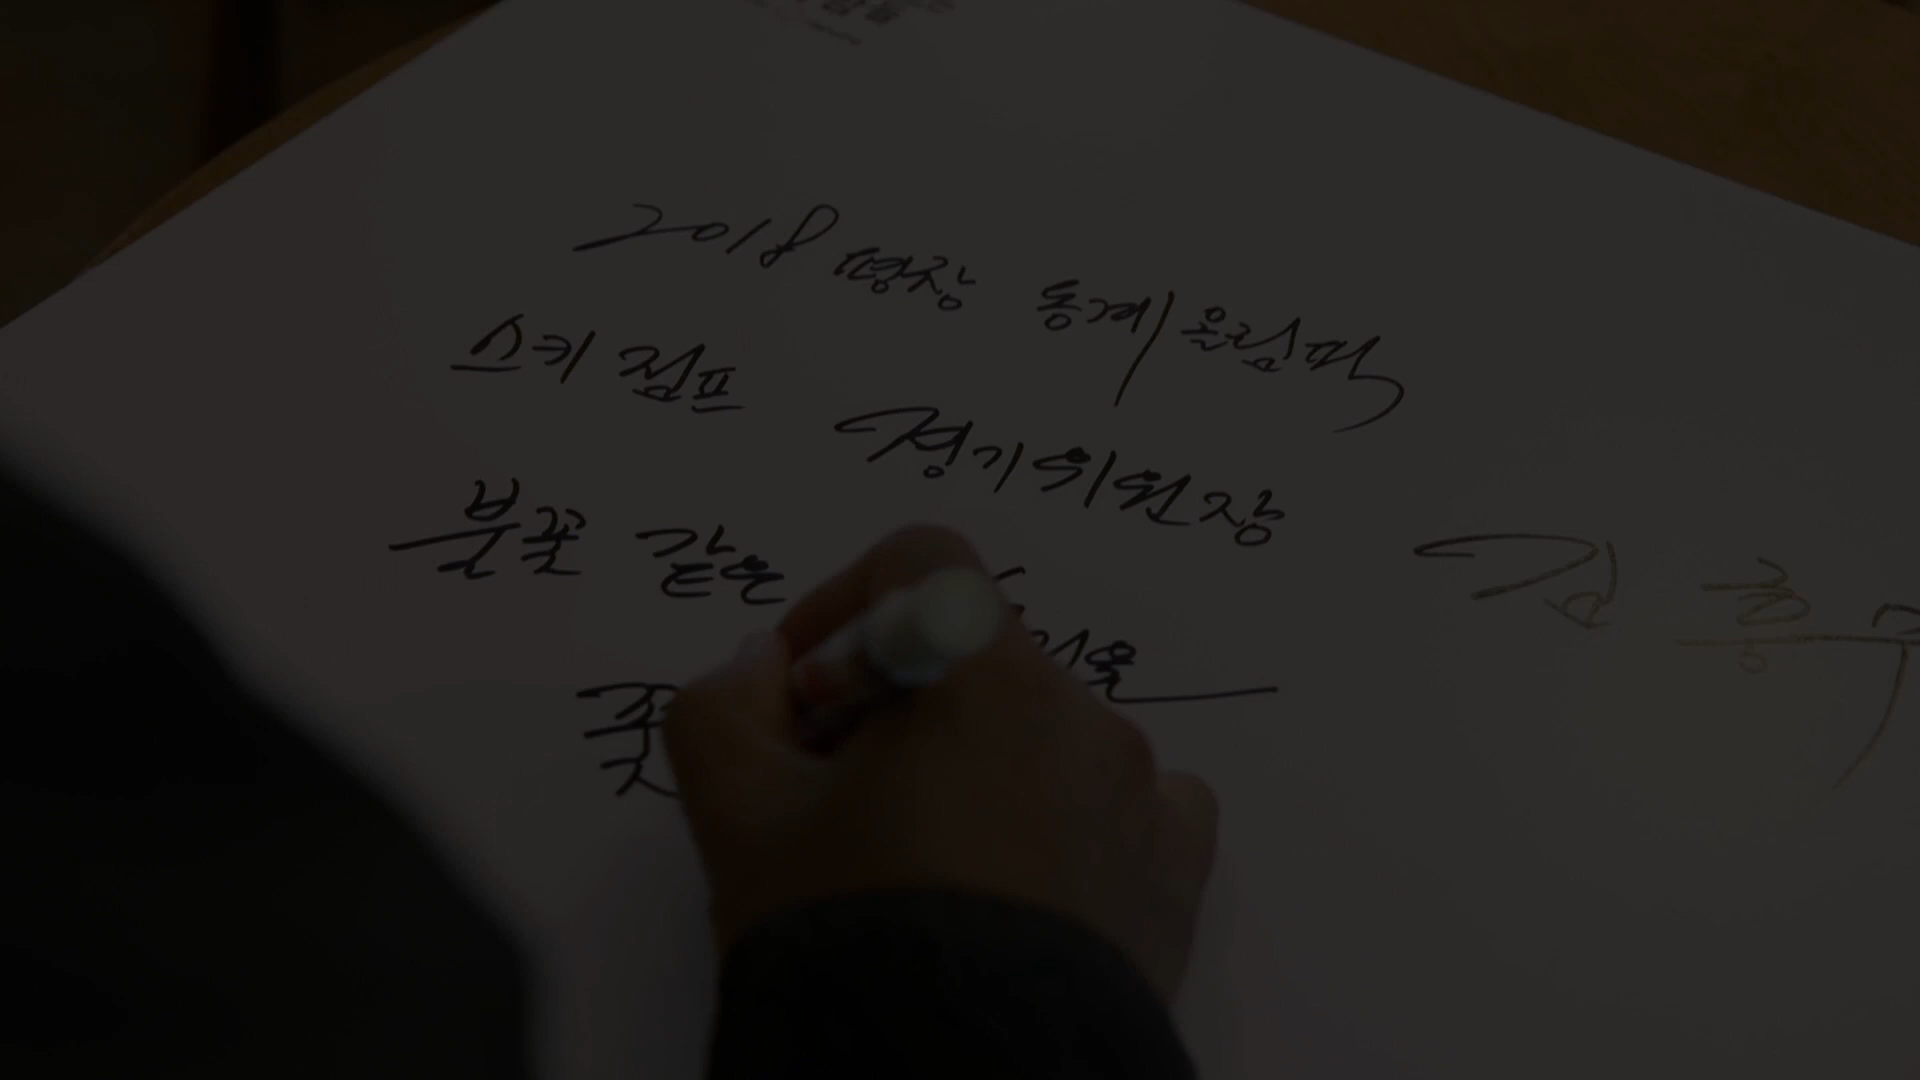 2018 평창 동계올림픽
스키 점프 경기위원장
김흥
불꽃 같은
꽃